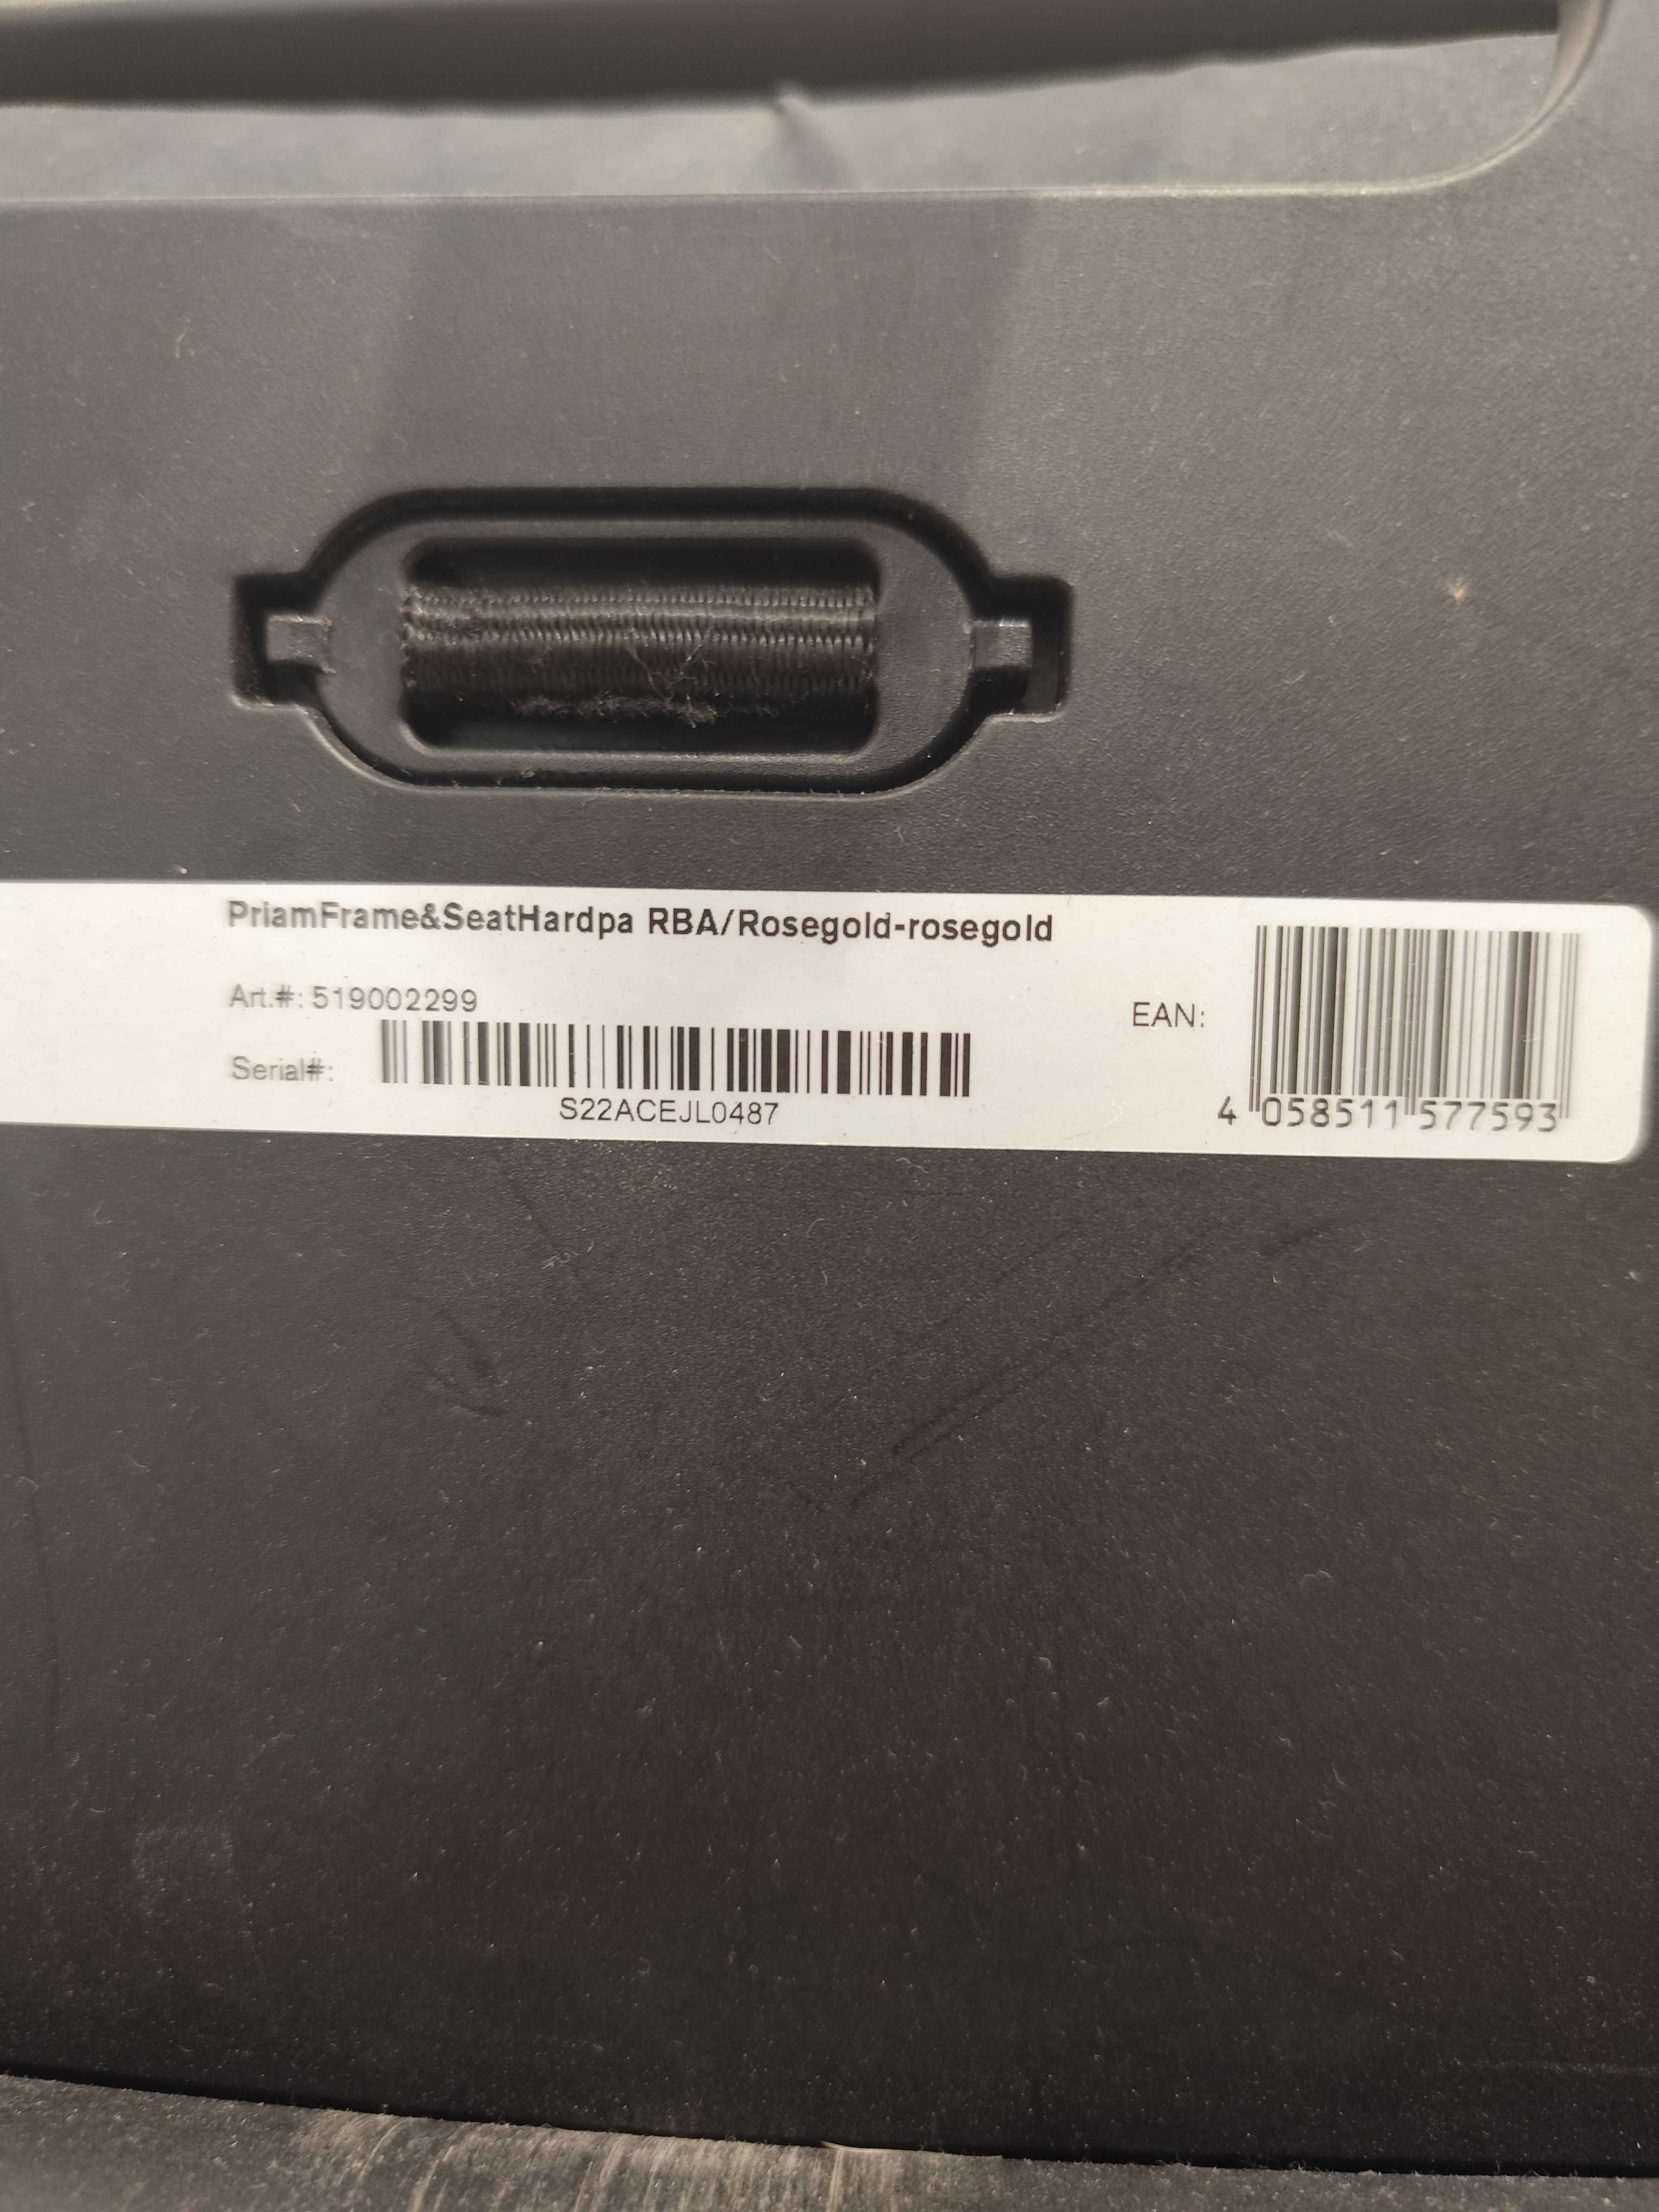 PriamFrame&SeatHardpa RBA/Rosegold-rosegold
Art.#: 519002299
Serial#:
S22ACEJL0487
EAN:
4 058511 577593